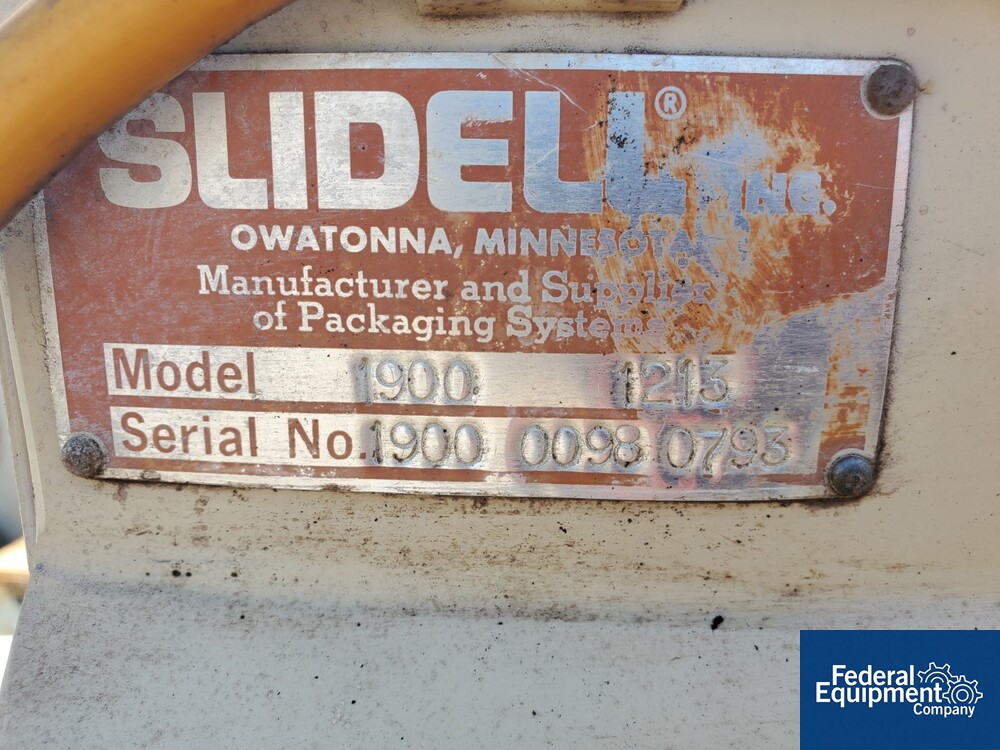 SLIDELL® INC.
OWATONNA, MINNESOTA
Manufacturer and Supplier
of Packaging Systems
Model 1900 1213
Serial No. 1900 0098 0793
Federal
Equipment
Company